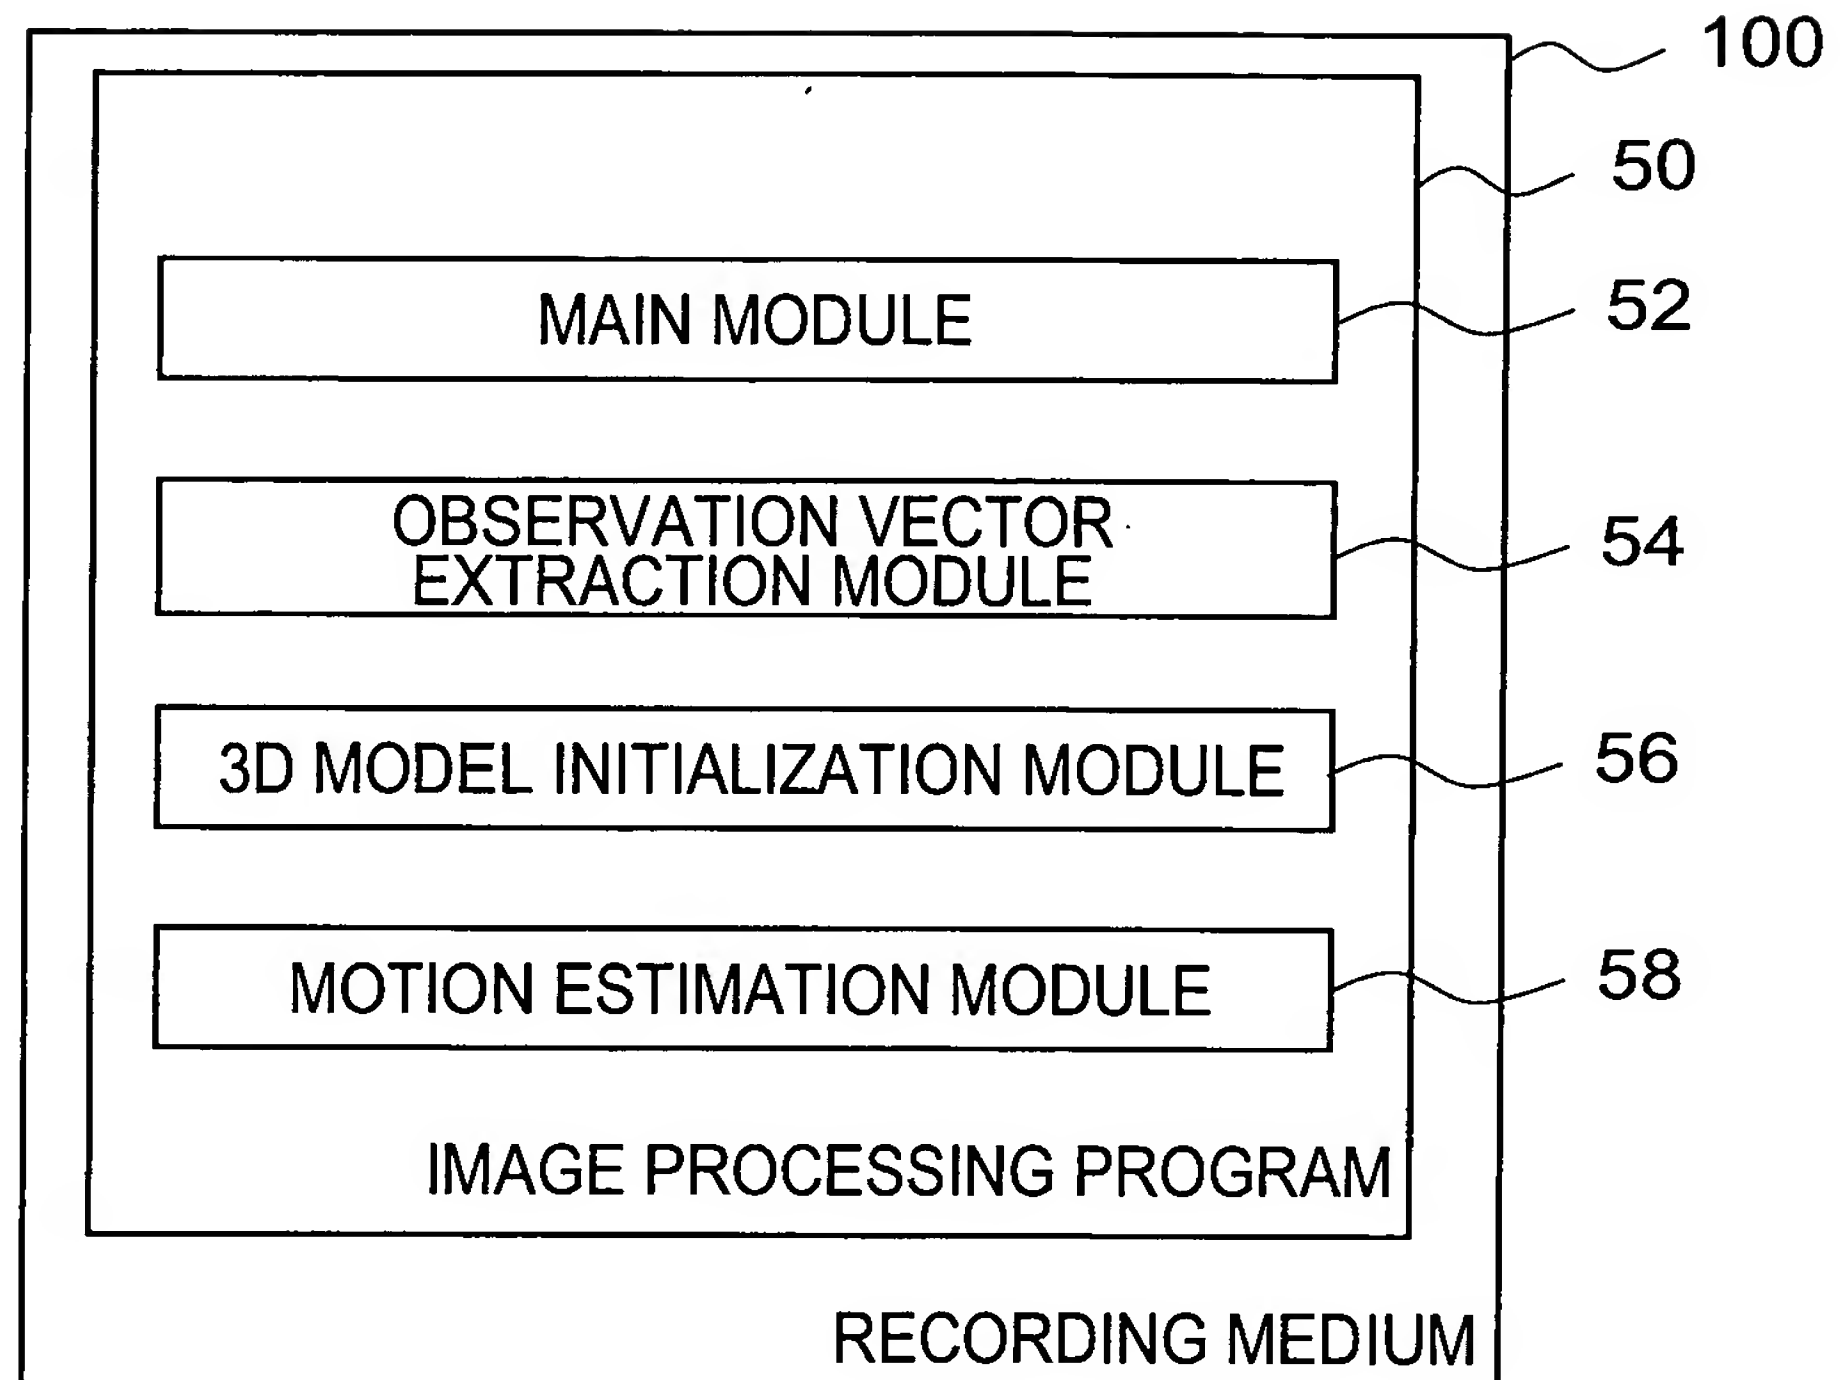 100
50
MAIN MODULE
52
OBSERVATION VECTOR
EXTRACTION MODULE
54
3D MODEL INITIALIZATION MODULE
56
MOTION ESTIMATION MODULE
58
IMAGE PROCESSING PROGRAM
RECORDING MEDIUM